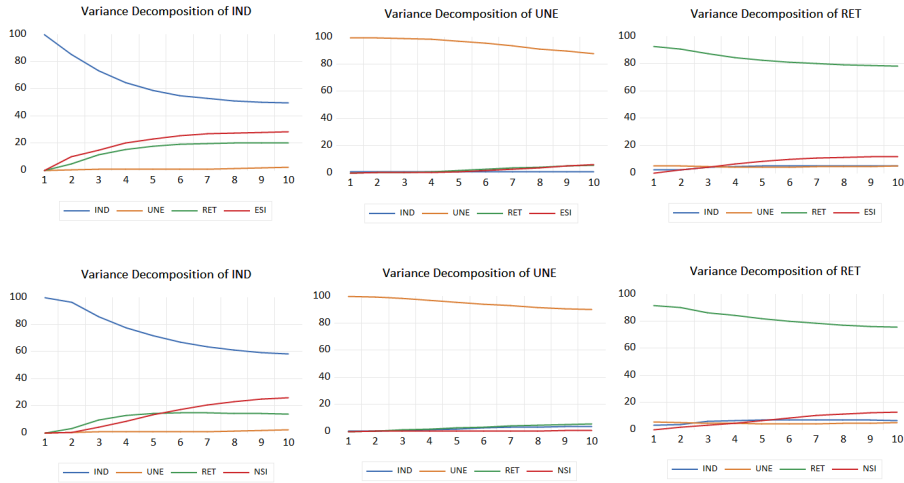 Variance Decomposition of IND
100
80
60
40
20
0
1 2 3 4 5 6 7 8 9 10
IND UNE RET ESI
Variance Decomposition of UNE
100
80
60
40
20
0
1 2 3 4 5 6 7 8 9 10
IND UNE RET ESI
Variance Decomposition of RET
100
80
60
40
20
0
1 2 3 4 5 6 7 8 9 10
IND UNE RET ESI
Variance Decomposition of IND
100
80
60
40
20
0
1 2 3 4 5 6 7 8 9 10
IND UNE RET NSI
Variance Decomposition of UNE
100
80
60
40
20
0
1 2 3 4 5 6 7 8 9 10
IND UNE RET NSI
Variance Decomposition of RET
100
80
60
40
20
0
1 2 3 4 5 6 7 8 9 10
IND UNE RET NSI